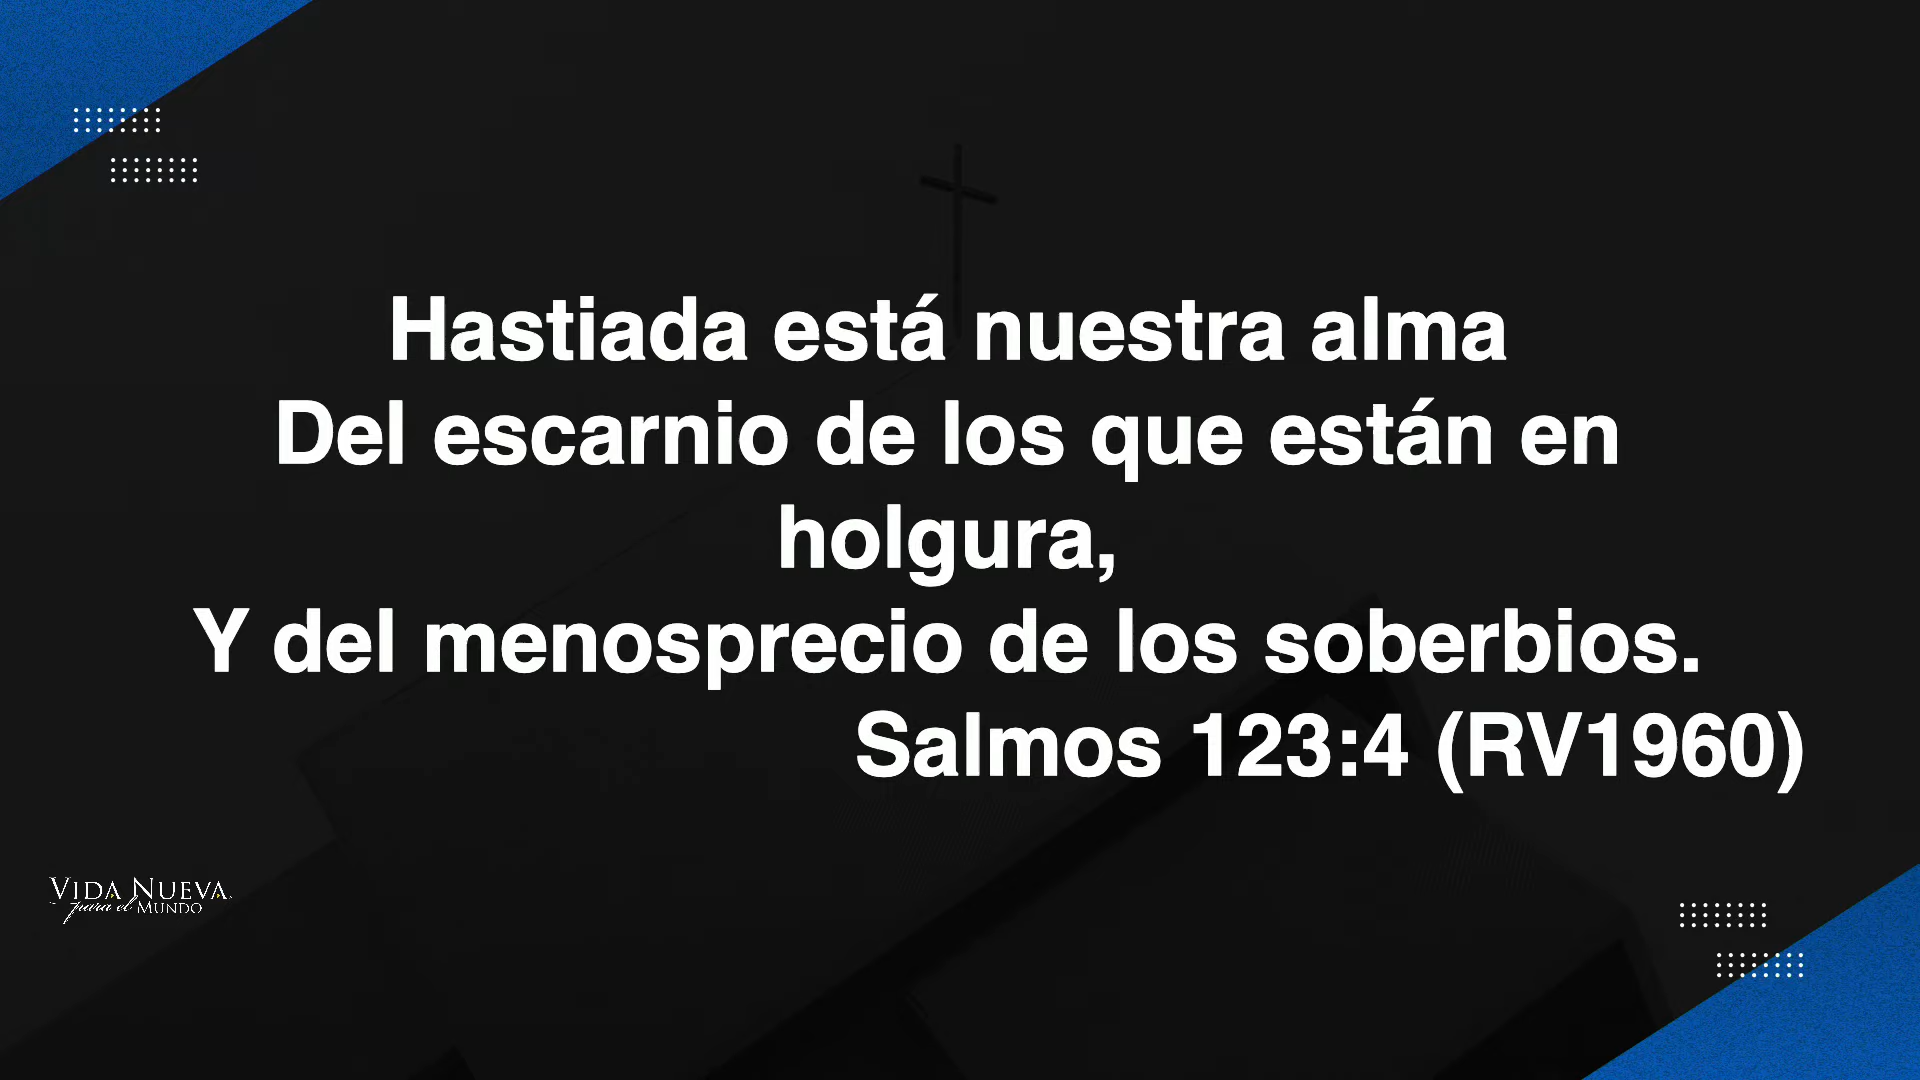 Hastiada está nuestra alma
Del escarnio de los que están en
holgura,
Y del menosprecio de los soberbios.
Salmos 123:4 (RV1960)
VIDA NUEVA
para el MUNDO